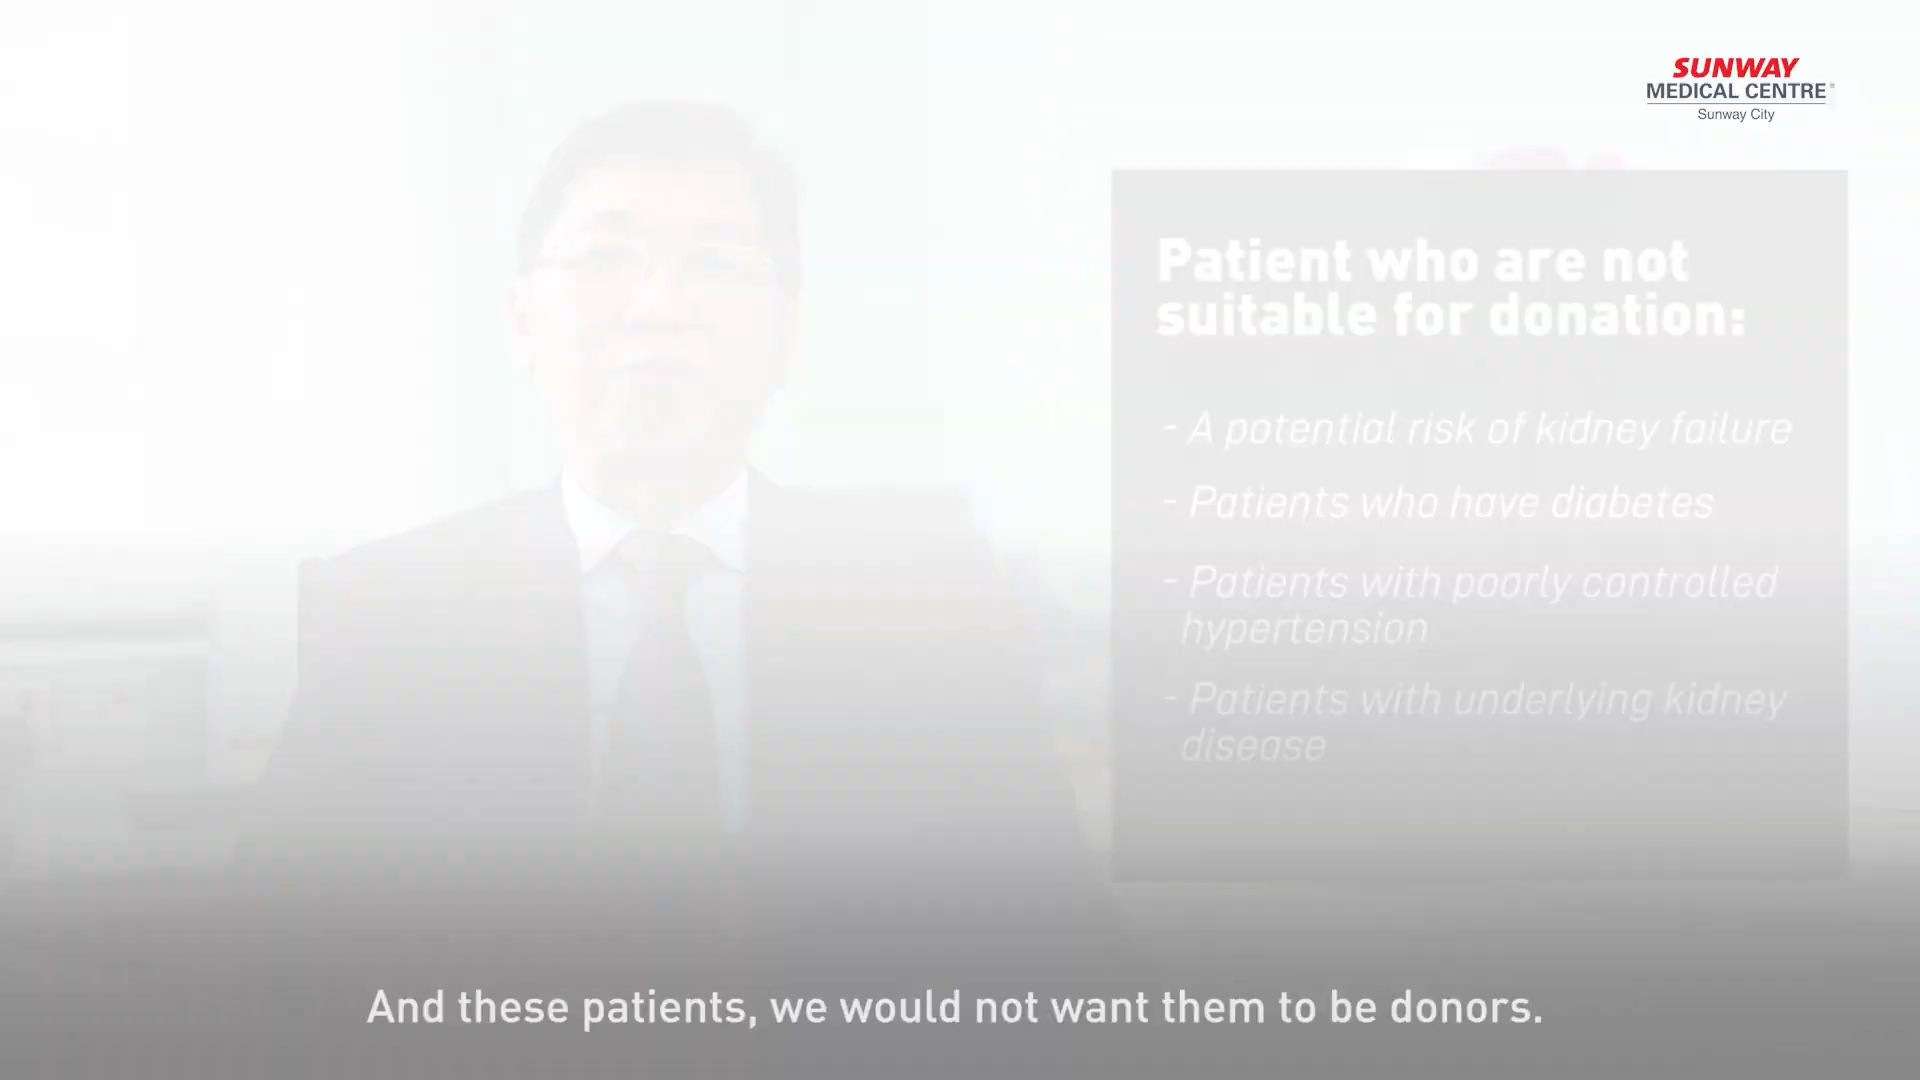 SUNWAY
MEDICAL CENTRE®
Sunway City
Patient who are not
suitable for donation:
- A potential risk of kidney failure
- Patients who have diabetes
- Patients with poorly controlled
hypertension
- Patients with underlying kidney
disease
And these patients, we would not want them to be donors.